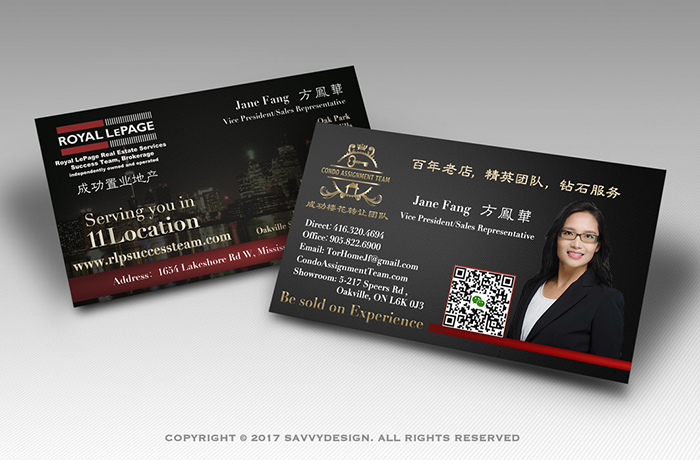 Jane Fang 方鳳華
Vice President/Sales Representative
Oak Park
ROYAL LEPAGE
Royal LePage Real Estate Services
Success Team, Brokerage
independently owned and operated
成功置业地产
Serving you in
11Location
Oakville
www.rlpsuccessteam.com
Address: 1654 Lakeshore Rd W, Mississ
CONDO ASSIGNMENT TEAM
成功楼花转让团队
百年老店, 精英团队, 钻石服务
Jane Fang 方鳳華
Vice President/Sales Representative
Direct: 416.320.4694
Office: 905.822.6900
Email: TorHomeJf@gmail.com
CondoAssignmentTeam.com
Showroom: 5-217 Speers Rd,
Oakville, ON L6K 0J3
Be sold on Experience
COPYRIGHT © 2017 SAVVYDESIGN. ALL RIGHTS RESERVED